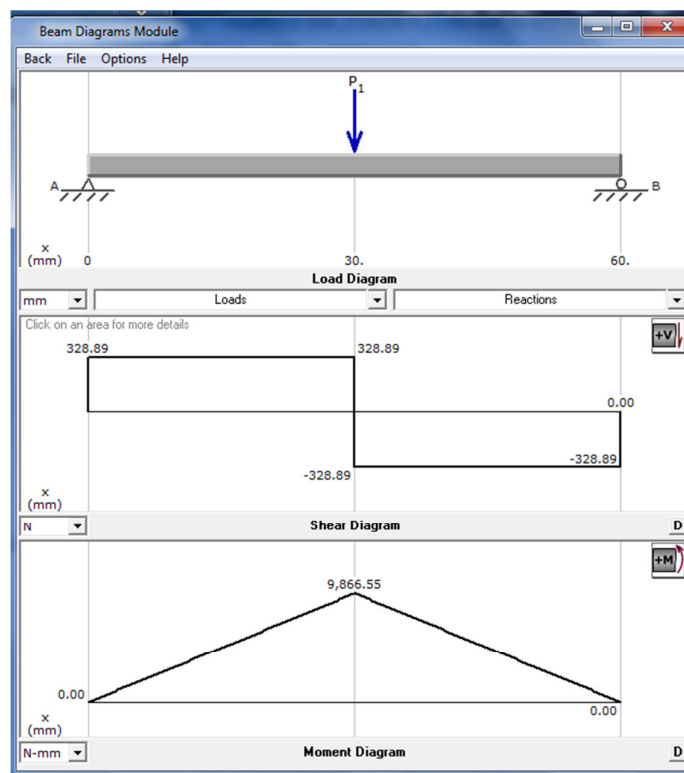 Beam Diagrams Module
Back File Options Help
P1
A
B
x
(mm) 0 30. 60.
Load Diagram
mm Loads Reactions
Click on an area for more details
328.89 328.89
+V
0.00
-328.89
-328.89
x
(mm)
N Shear Diagram D
+M
9,866.55
0.00
0.00
x
(mm)
N-mm Moment Diagram D